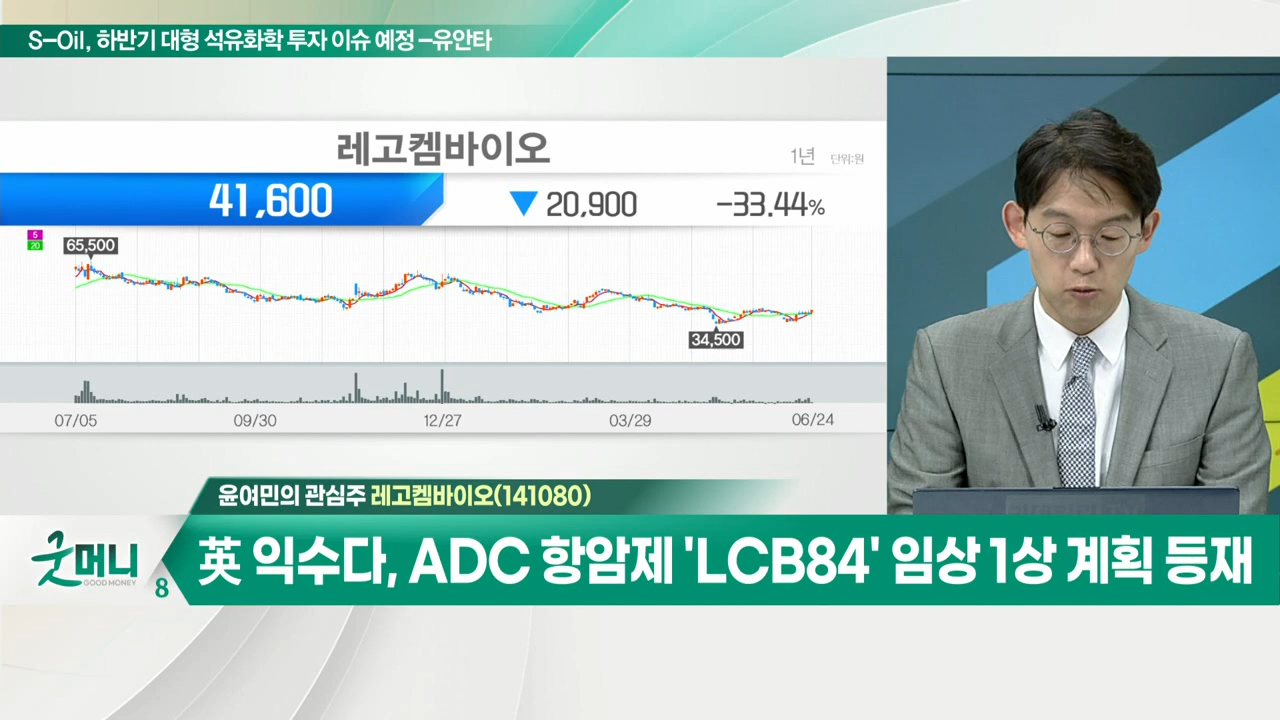 S-Oil, 하반기 대형 석유화학 투자 이슈 예정 -유안타
레고켐바이오
1년 단위:원
41,600 ▼ 20,900 -33.44%
5
20
65,500
34,500
07/05 09/30 12/27 03/29 06/24
윤여민의 관심주 레고켐바이오(141080)
굿머니
GOOD MONEY
8
英 익수다, ADC 항암제 'LCB84' 임상 1상 계획 등재